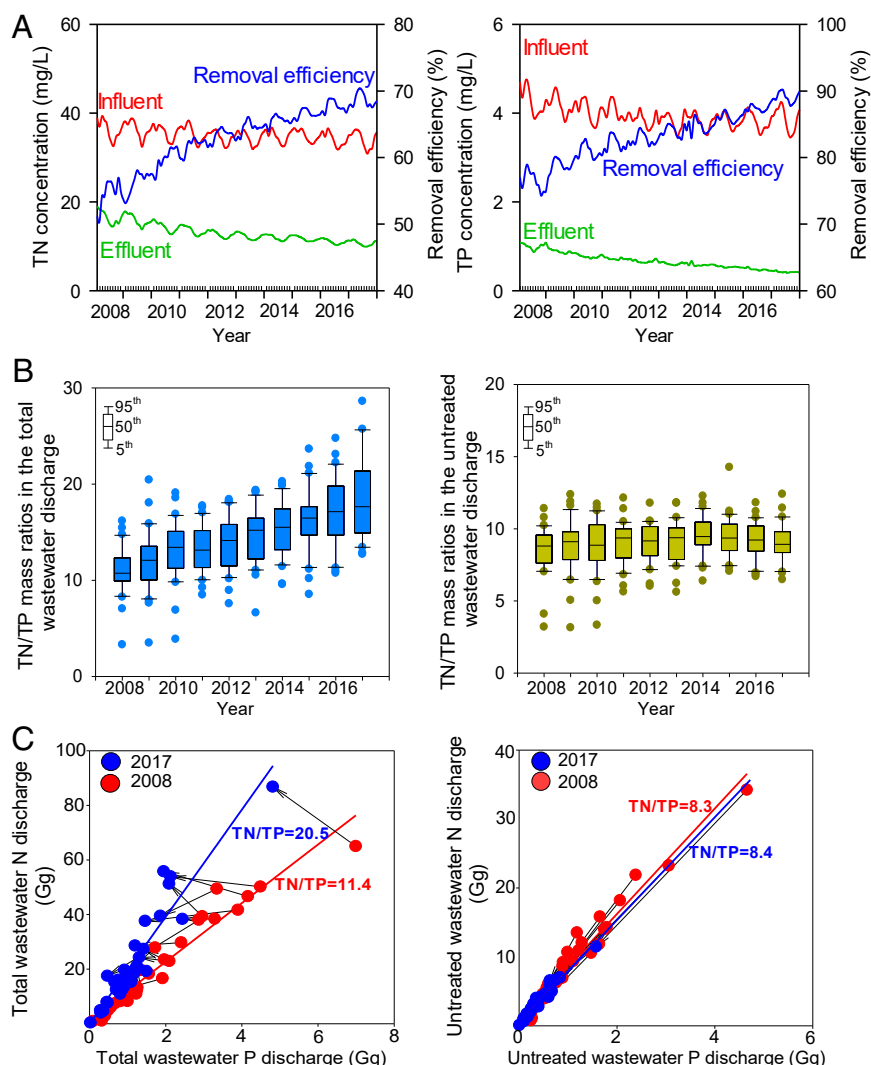 A
60
40
20
0
TN concentration (mg/L)
Influent
Removal efficiency
Effluent
80
70
60
50
40
Removal efficiency (%)
2008 2010 2012 2014 2016
Year
6
4
2
0
TP concentration (mg/L)
Influent
Removal efficiency
Effluent
100
90
80
70
60
Removal efficiency (%)
2008 2010 2012 2014 2016
Year
B
30
20
10
0
TN/TP mass ratios in the total
wastewater discharge
95th
50th
5th
2008 2010 2012 2014 2016
Year
20
15
10
5
0
TN/TP mass ratios in the untreated
wastewater discharge
95th
50th
5th
2008 2010 2012 2014 2016
Year
C
100
80
60
40
20
Total wastewater N discharge
(Gg)
2017
2008
TN/TP=20.5
TN/TP=11.4
0 2 4 6 8
Total wastewater P discharge (Gg)
40
30
20
10
0
Untreated wastewater N discharge
(Gg)
2017
2008
TN/TP=8.3
TN/TP=8.4
0 2 4 6
Untreated wastewater P discharge (Gg)